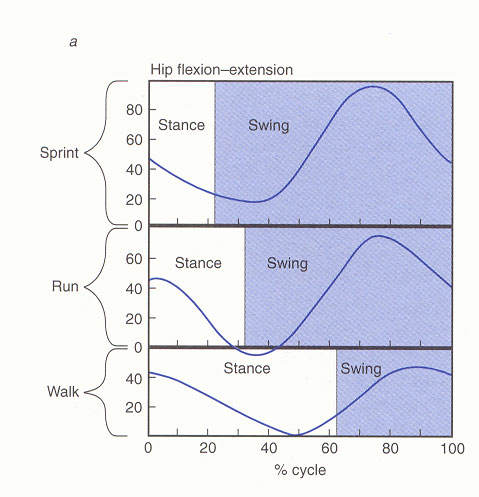 a
Hip flexion–extension
80
60
40
20
0
Sprint
Stance
Swing
60
40
20
0
Run
Stance
Swing
40
20
Walk
Stance
Swing
0
20
40
60
80
100
% cycle